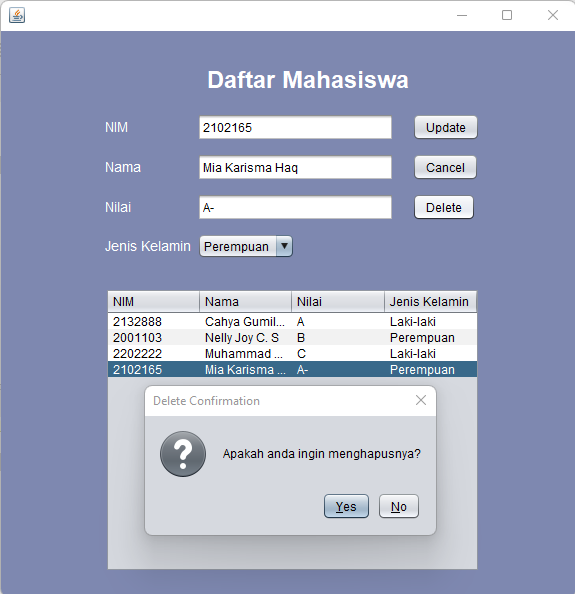 Daftar Mahasiswa
NIM 2102165 Update
Nama Mia Karisma Haq Cancel
Nilai A- Delete
Jenis Kelamin Perempuan
NIM Nama Nilai Jenis Kelamin
2132888 Cahya Gumil... A Laki-laki
2001103 Nelly Joy C. S B Perempuan
2202222 Muhammad ... C Laki-laki
2102165 Mia Karisma ... A- Perempuan
Delete Confirmation
Apakah anda ingin menghapusnya?
Yes No